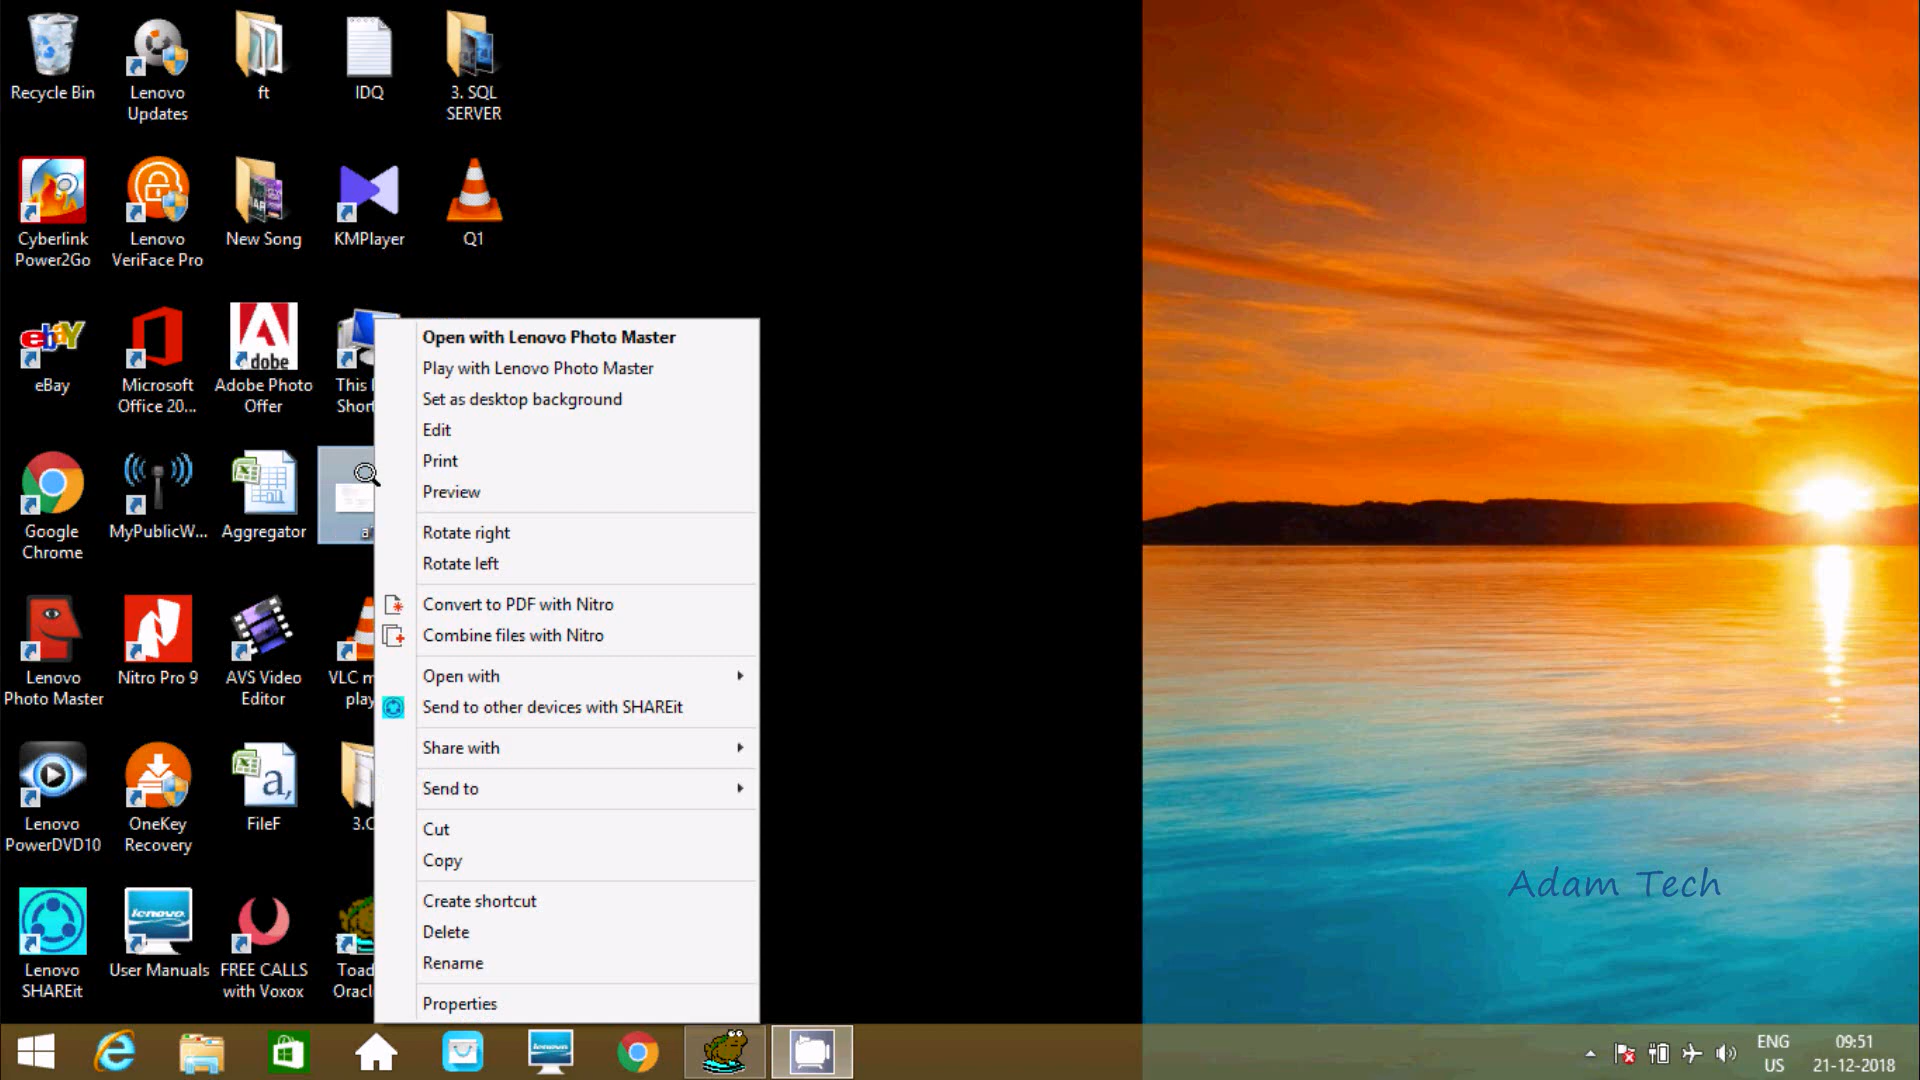 Recycle Bin
Lenovo
Updates
ft
IDQ
3. SQL
SERVER
Cyberlink
Power2Go
Lenovo
VeriFace Pro
New Song
KMPlayer
Q1
ebay
eBay
Microsoft
Office 20...
Adobe
Adobe Photo
Offer
This
Short
Google
Chrome
MyPublicW...
Aggregator
a
Lenovo
Photo Master
Nitro Pro 9
AVS Video
Editor
VLC m
play
Lenovo
PowerDVD10
OneKey
Recovery
a,
FileF
3.C
Lenovo
SHAREit
lenovo
User Manuals
FREE CALLS
with Voxox
Toad
Oracl
Open with Lenovo Photo Master
Play with Lenovo Photo Master
Set as desktop background
Edit
Print
Preview
Rotate right
Rotate left
Convert to PDF with Nitro
Combine files with Nitro
Open with
Send to other devices with SHAREit
Share with
Send to
Cut
Copy
Create shortcut
Delete
Rename
Properties
Adam Tech
lenovo
ENG
US
09:51
21-12-2018